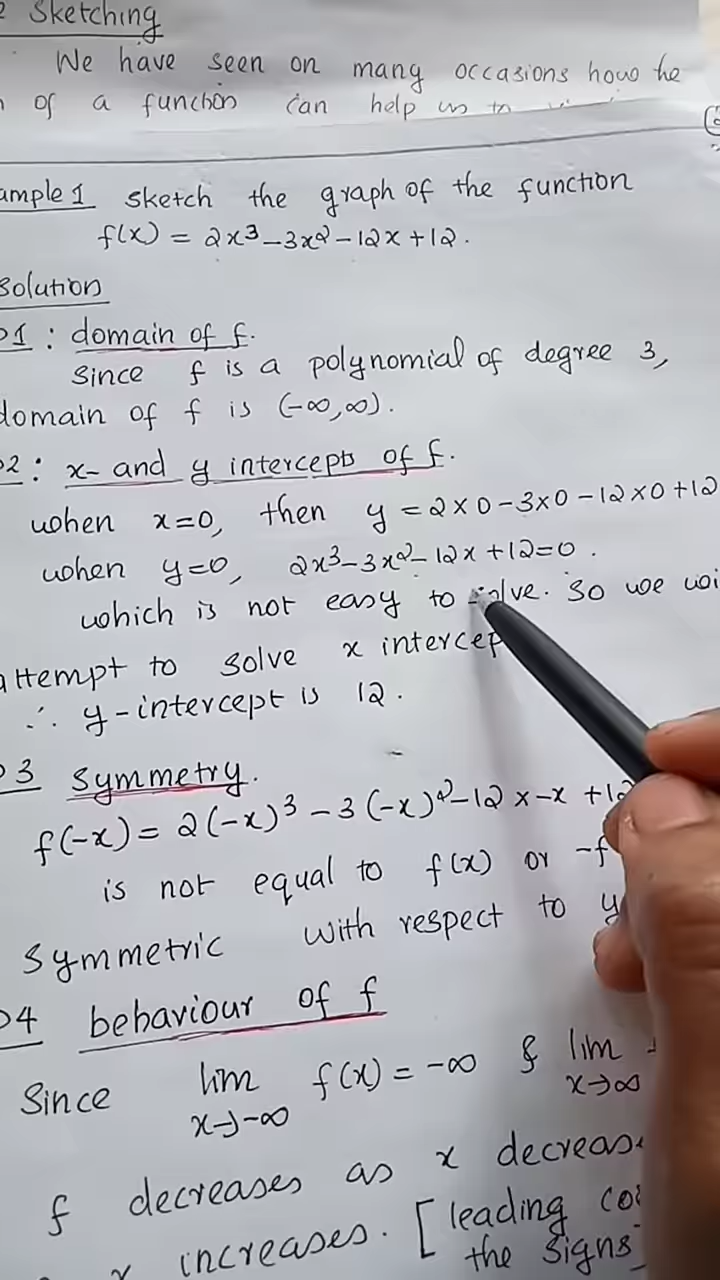 Sketching
We have seen on many occasions how the
of a function can help us to
ample 1 sketch the graph of the function
f(x) = 2x³-3x²-12x+12.
Solution
1 : domain of f.
Since f is a polynomial of degree 3,
domain of f is (-∞,∞).
2 : x- and y intercepts of f.
when x=0, then y = 2×0-3×0-12×0+12
when y=0, 2x³-3x²-12x+12=0.
which is not easy to solve. So we
attempt to solve x intercep
∴ y-intercept is 12.
3 symmetry.
f(-x) = 2(-x)³-3(-x)²-12×-x +12
is not equal to f(x) or -f
Symmetric with respect to y
4 behaviour of f
Since lim x→-∞ f(x) = -∞ & lim x→∞
f decreases as x decreas
x increases. [leading
the signs